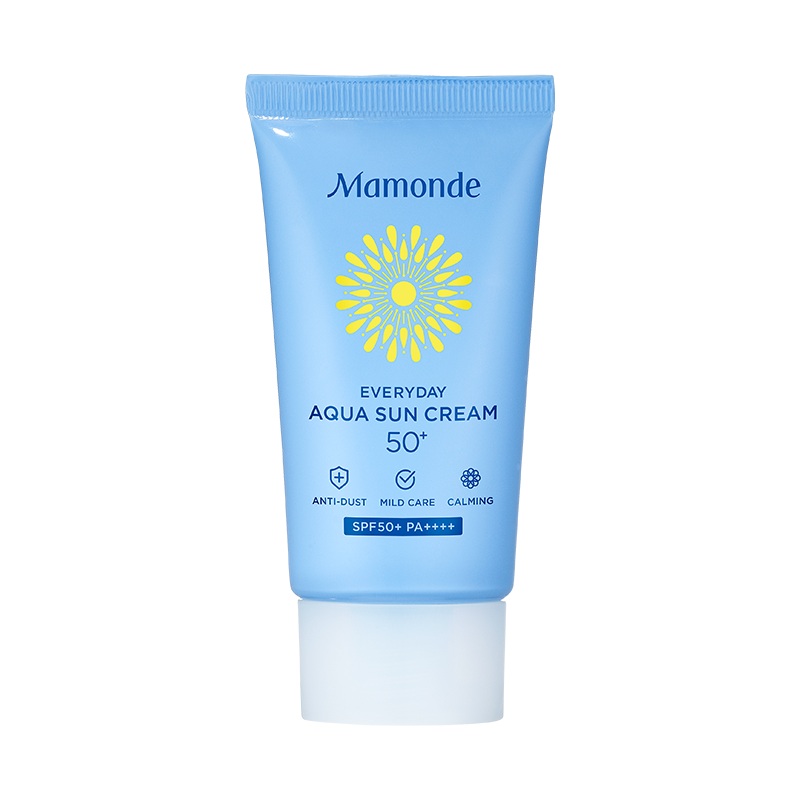 Mamonde
EVERYDAY
AQUA SUN CREAM
50+
ANTI-DUST MILD CARE CALMING
SPF50+ PA++++